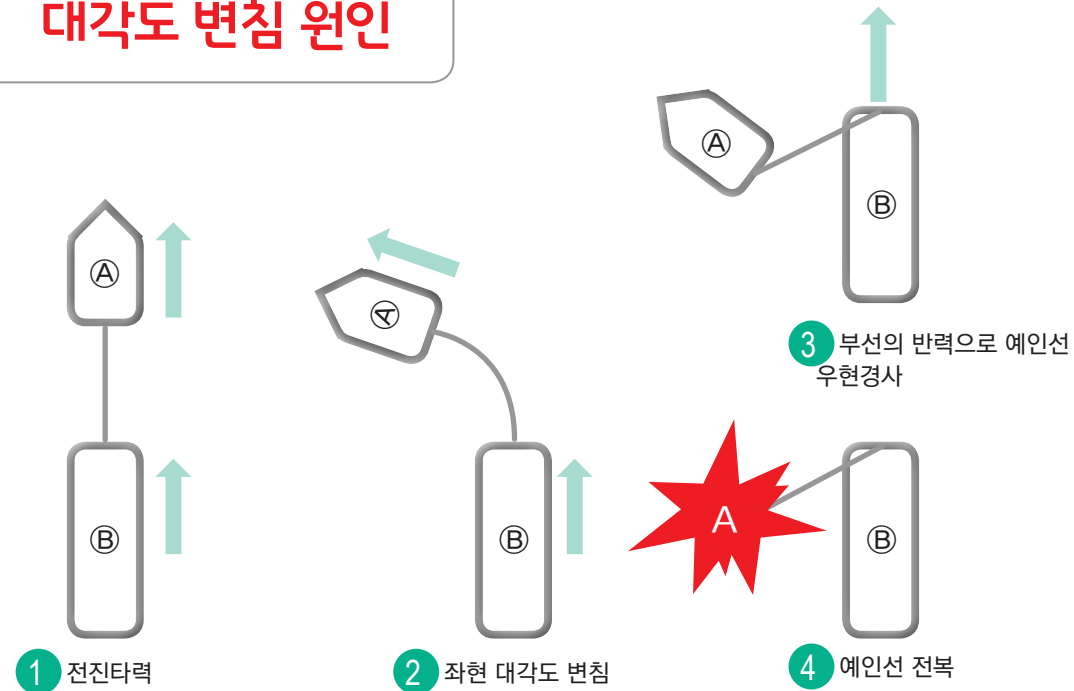 대각도 변침 원인
Ⓐ
Ⓑ
1 전진타력
Ⓐ
Ⓑ
2 좌현 대각도 변침
Ⓐ
Ⓑ
3 부선의 반력으로 예인선
우현경사
A
Ⓑ
4 예인선 전복